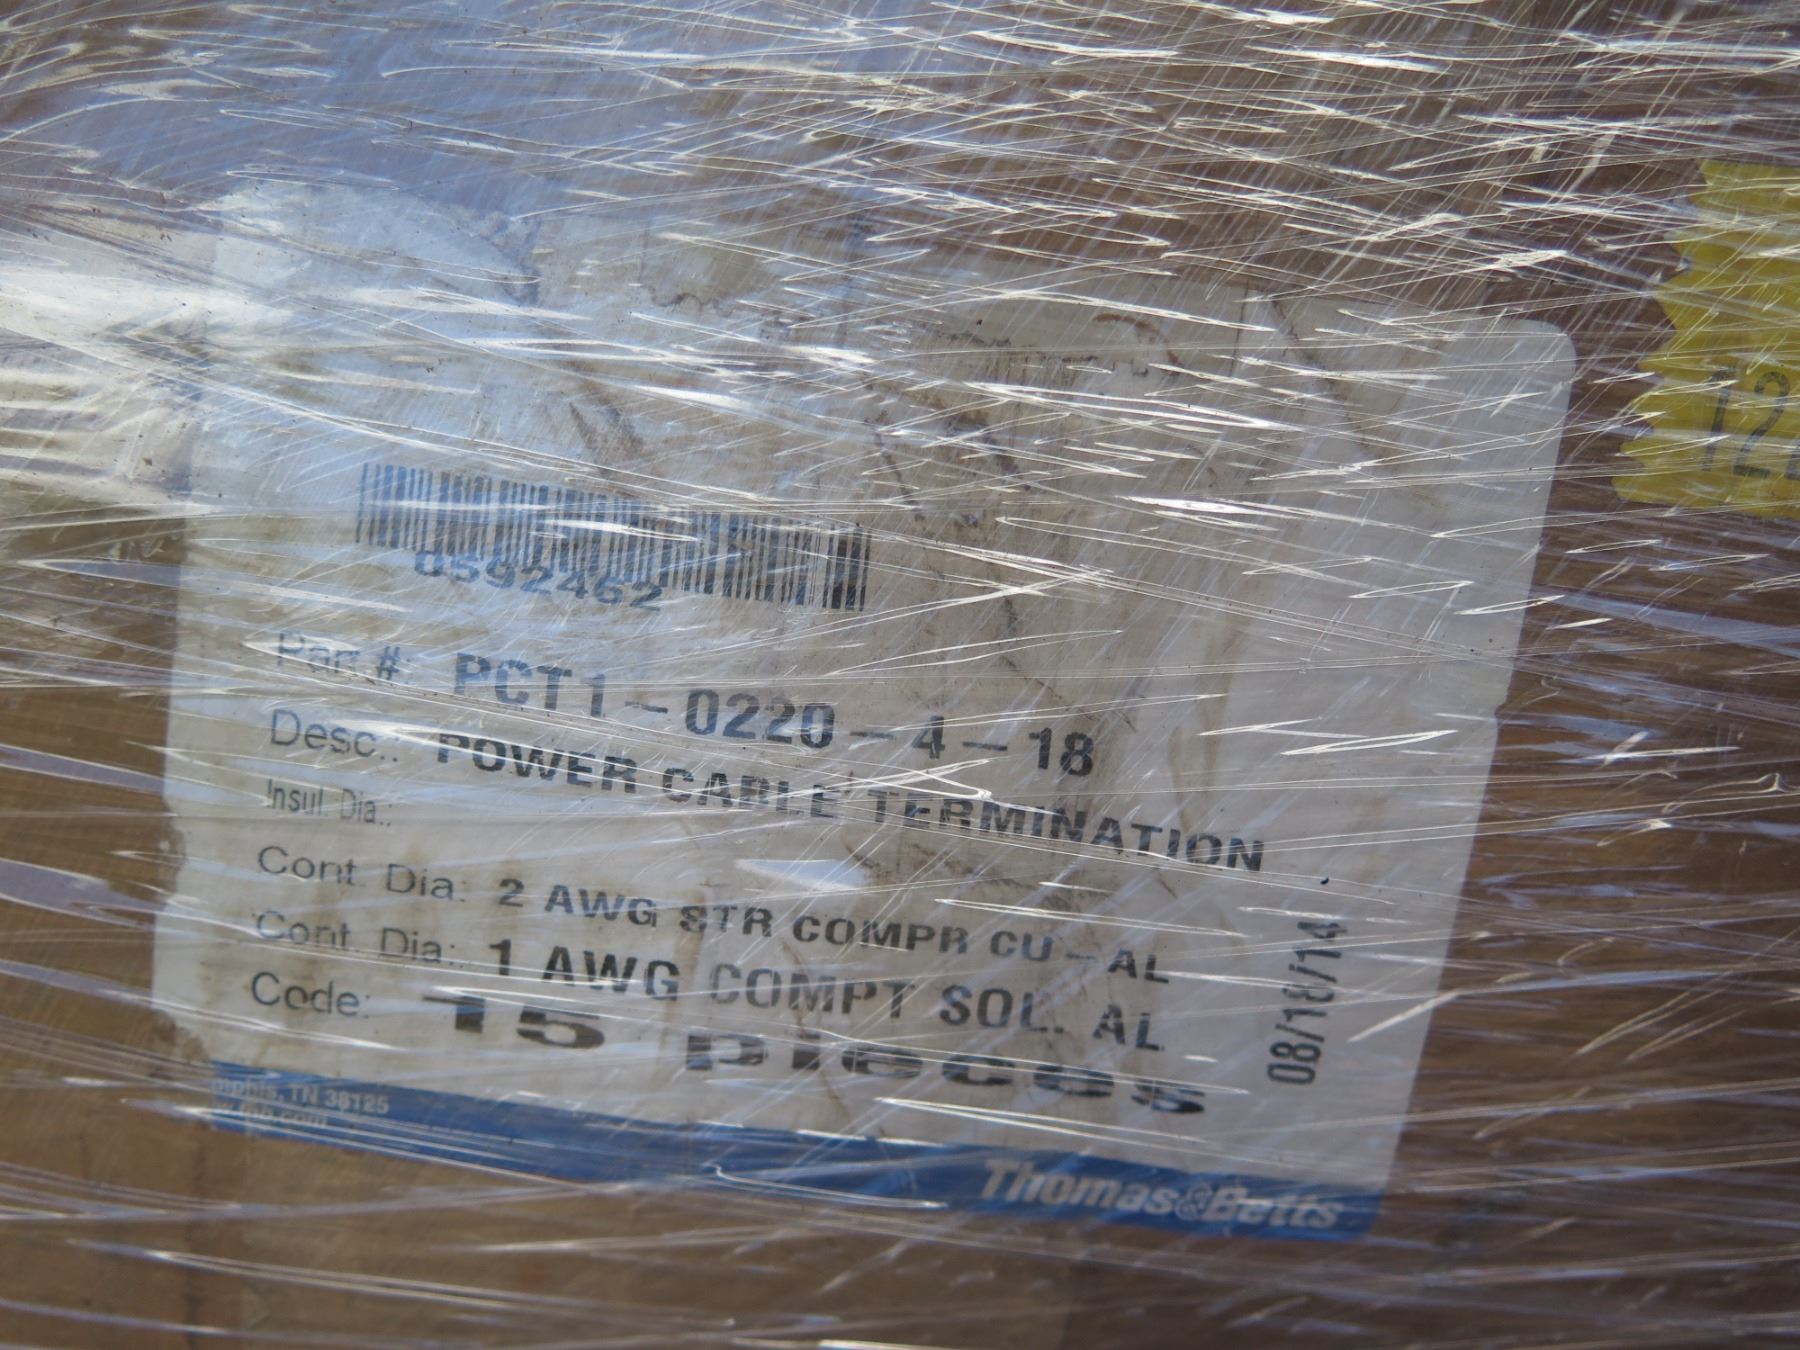 0592462
Part #: PCT1-0220-4-18
Desc.: POWER CABLE TERMINATION
Insul. Dia.:
Cont. Dia: 2 AWG STR COMPR CU-AL
Cont. Dia: 1 AWG COMPT SOL. AL
Code: 15 pieces
08/18/14
TN 38125
Thomas&Betts
12